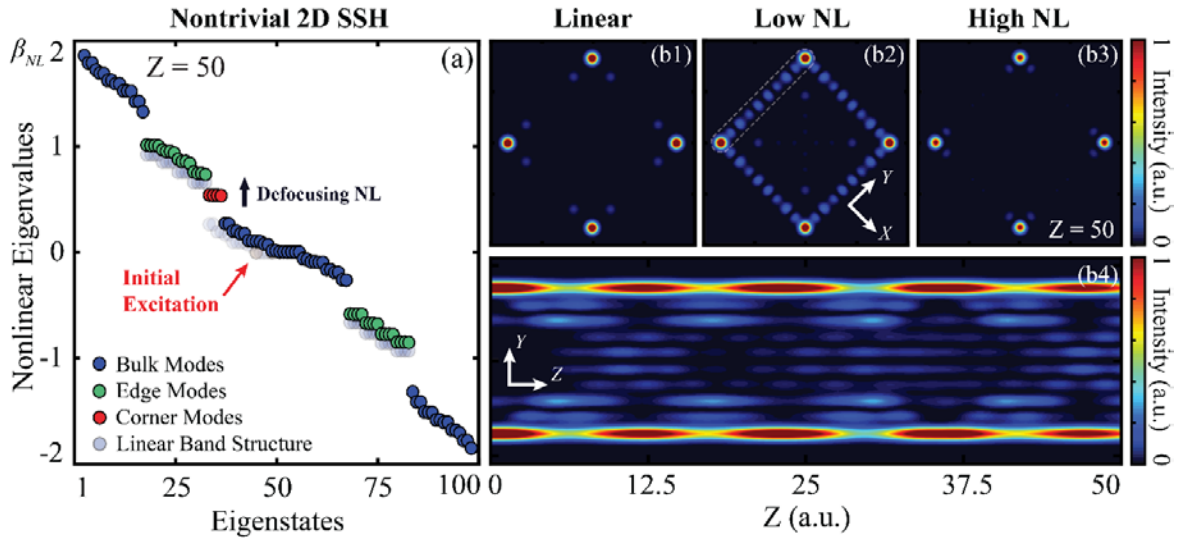 Nontrivial 2D SSH
Linear
Low NL
High NL
β_NL
Nonlinear Eigenvalues
2
1
0
-1
-2
Z = 50
(a)
Defocusing NL
Initial
Excitation
Bulk Modes
Edge Modes
Corner Modes
Linear Band Structure
1
25
50
75
100
Eigenstates
(b1)
(b2)
Y
X
(b3)
Z = 50
1
0
Intensity (a.u.)
(b4)
Y
Z
1
0
Intensity (a.u.)
0
12.5
25
37.5
50
Z (a.u.)